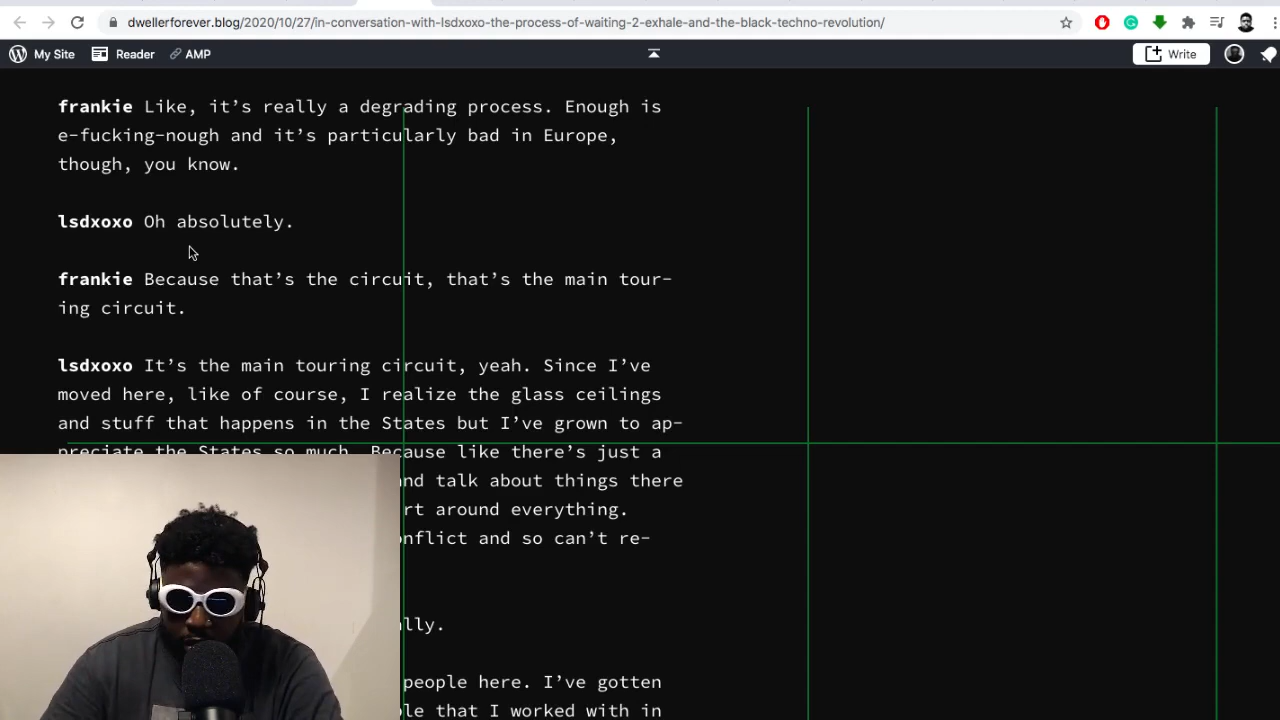 dwellerforever.blog/2020/10/27/in-conversation-with-lsdxoxo-the-process-of-waiting-2-exhale-and-the-black-techno-revolution/
My Site Reader AMP Write
frankie Like, it's really a degrading process. Enough is
e-fucking-nough and it's particularly bad in Europe,
though, you know.
lsdxoxo Oh absolutely.
frankie Because that's the circuit, that's the main tour-
ing circuit.
lsdxoxo It's the main touring circuit, yeah. Since I've
moved here, like of course, I realize the glass ceilings
and stuff that happens in the States but I've grown to ap-
preciate the States so much. Because like there's just a
and talk about things there
rt around everything.
onflict and so can't re-
ally.
people here. I've gotten
le that I worked with in